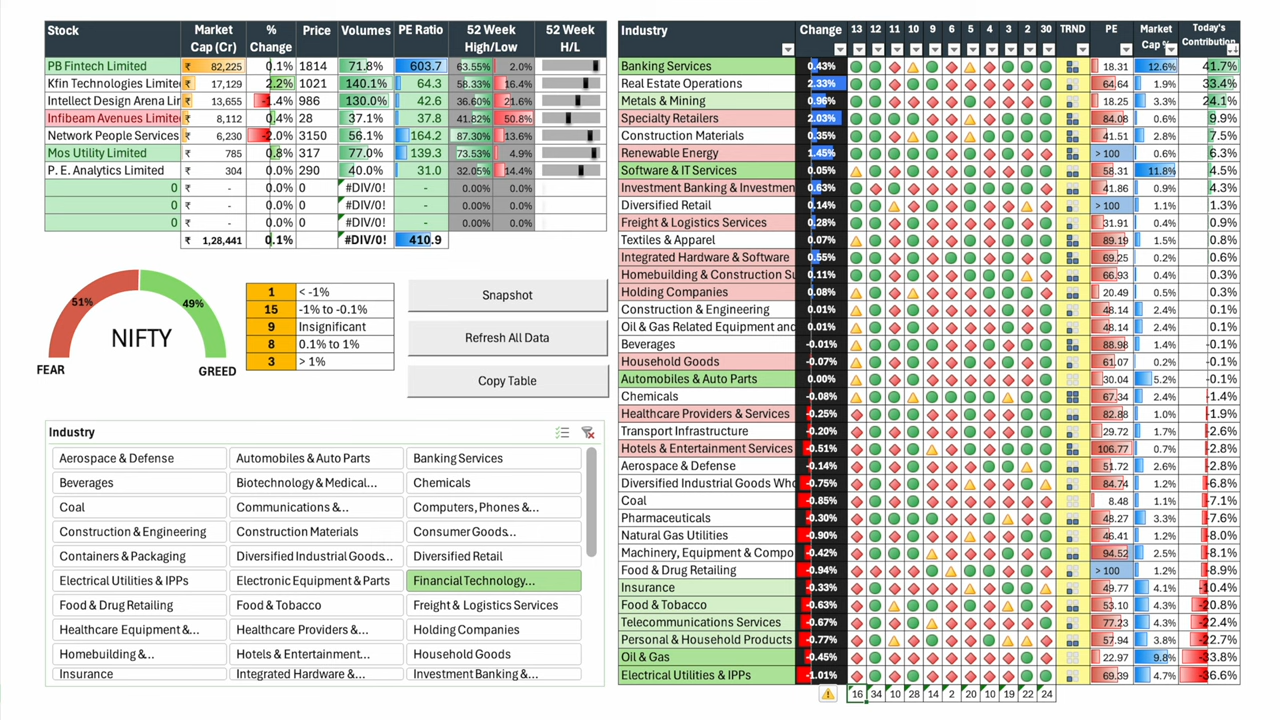 Stock Market Cap (Cr) % Change Price Volumes PE Ratio 52 Week High/Low 52 Week H/L
PB Fintech Limited ₹ 82,225 0.1% 1814 71.8% 603.7 63.55% 2.0%
Kfin Technologies Limite ₹ 17,129 2.2% 1021 140.1% 64.3 58.33% 16.4%
Intellect Design Arena Lir ₹ 13,655 -1.4% 986 130.0% 42.6 36.60% 21.6%
Infibeam Avenues Limite ₹ 8,112 0.4% 28 37.1% 37.8 41.82% 50.8%
Network People Services ₹ 6,230 -2.0% 3150 56.1% 164.2 87.30% 13.6%
Mos Utility Limited ₹ 785 0.8% 317 77.0% 139.3 73.53% 4.9%
P. E. Analytics Limited ₹ 304 0.0% 290 40.0% 31.0 32.05% 14.4%
0 ₹ - 0.0% 0 #DIV/0! - 0.00% 0.0%
0 ₹ - 0.0% 0 #DIV/0! - 0.00% 0.0%
0 ₹ - 0.0% 0 #DIV/0! - 0.00% 0.0%
₹ 1,28,441 0.1% #DIV/0! 410.9
51% 49%
NIFTY
FEAR GREED
1 < -1%
15 -1% to -0.1%
9 Insignificant
8 0.1% to 1%
3 > 1%
Snapshot
Refresh All Data
Copy Table
Industry
Aerospace & Defense Automobiles & Auto Parts Banking Services
Beverages Biotechnology & Medical... Chemicals
Coal Communications &... Computers, Phones &...
Construction & Engineering Construction Materials Consumer Goods...
Containers & Packaging Diversified Industrial Goods... Diversified Retail
Electrical Utilities & IPPs Electronic Equipment & Parts Financial Technology...
Food & Drug Retailing Food & Tobacco Freight & Logistics Services
Healthcare Equipment &... Healthcare Providers &... Holding Companies
Homebuilding &... Hotels & Entertainment... Household Goods
Insurance Integrated Hardware &... Investment Banking &...
Industry Change 13 12 11 10 9 6 5 4 3 2 30 TRND PE Market Cap % Today's Contribution
Banking Services 0.43% 18.31 12.6% 41.7%
Real Estate Operations 2.33% 64.64 1.9% 33.4%
Metals & Mining 0.96% 18.25 3.3% 24.1%
Specialty Retailers 2.03% 84.08 0.6% 9.9%
Construction Materials 0.35% 41.51 2.8% 7.5%
Renewable Energy 1.45% > 100 0.6% 6.3%
Software & IT Services 0.05% 58.31 11.8% 4.5%
Investment Banking & Investmen 0.63% 41.86 0.9% 4.3%
Diversified Retail 0.14% > 100 1.1% 1.3%
Freight & Logistics Services 0.28% 31.91 0.4% 0.9%
Textiles & Apparel 0.07% 89.19 1.5% 0.8%
Integrated Hardware & Software 0.55% 69.25 0.2% 0.6%
Homebuilding & Construction Su 0.11% 66.93 0.4% 0.3%
Holding Companies 0.08% 20.49 0.5% 0.3%
Construction & Engineering 0.01% 48.14 2.4% 0.1%
Oil & Gas Related Equipment and 0.01% 48.14 2.4% 0.1%
Beverages -0.01% 88.98 1.4% -0.1%
Household Goods -0.07% 61.07 0.2% -0.1%
Automobiles & Auto Parts 0.00% 30.04 5.2% -0.1%
Chemicals -0.08% 67.34 2.4% -1.4%
Healthcare Providers & Services -0.25% 82.88 1.0% -1.9%
Transport Infrastructure -0.20% 29.72 1.7% -2.6%
Hotels & Entertainment Services -0.51% 106.77 0.7% -2.8%
Aerospace & Defense -0.14% 51.72 2.6% -2.8%
Diversified Industrial Goods Who -0.75% 84.74 1.2% -6.8%
Coal -0.85% 8.48 1.1% -7.1%
Pharmaceuticals -0.30% 48.27 3.3% -7.6%
Natural Gas Utilities -0.90% 46.41 1.2% -8.0%
Machinery, Equipment & Compo -0.42% 94.52 2.5% -8.1%
Food & Drug Retailing -0.94% > 100 1.2% -8.9%
Insurance -0.33% 49.77 4.1% -10.4%
Food & Tobacco -0.63% 53.10 4.3% -20.8%
Telecommunications Services -0.67% 77.23 4.3% -22.4%
Personal & Household Products -0.77% 57.94 3.8% -22.7%
Oil & Gas -0.45% 22.97 9.8% -33.8%
Electrical Utilities & IPPs -1.01% 69.39 4.7% -36.6%
16 34 10 28 14 2 20 10 19 22 24